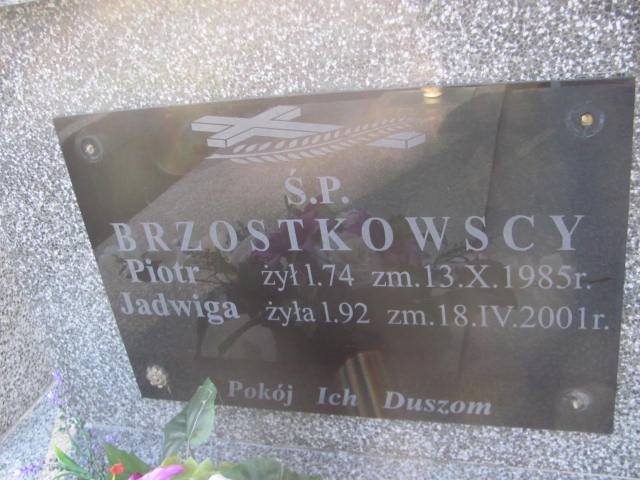 Ś.P.
BRZOSTKOWSCY
Piotr żył l.74 zm.13.X.1985r.
Jadwiga żyła l.92 zm.18.IV.2001r.
Pokój Ich Duszom